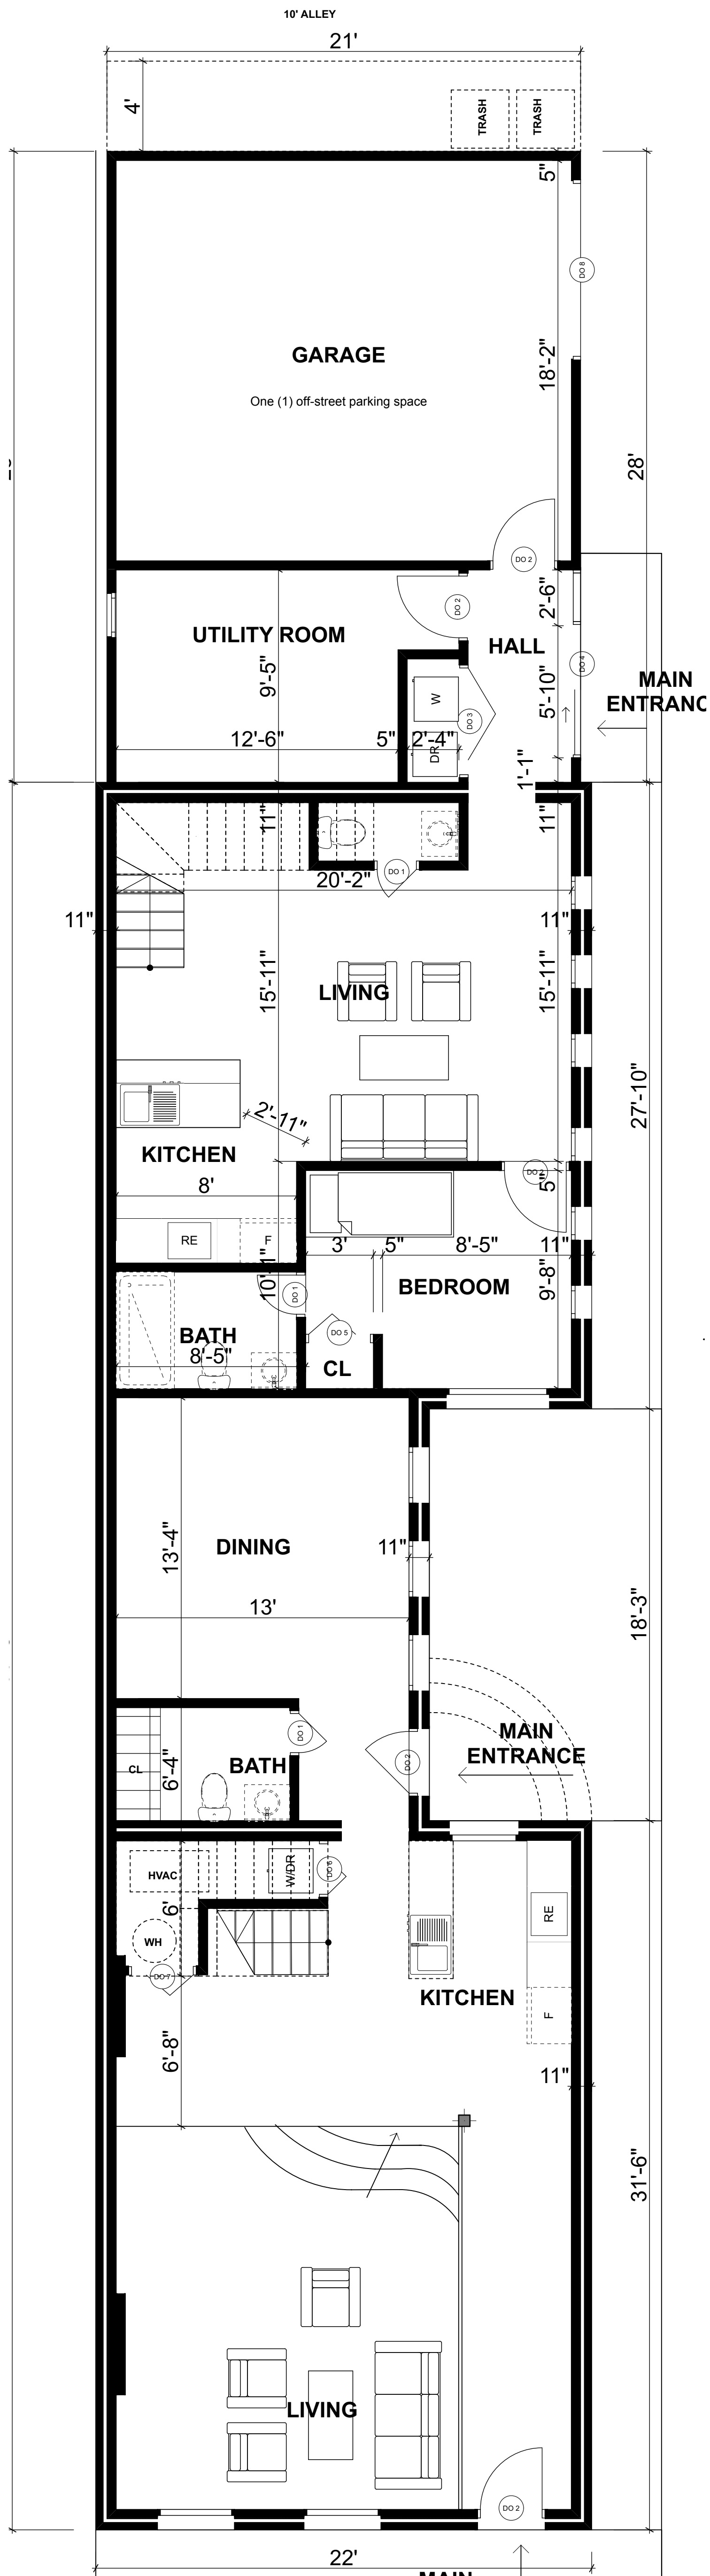 10' ALLEY
21'
4'
TRASH
TRASH
5"
DO 8
GARAGE
18'-2"
One (1) off-street parking space
28'
DO 2
DO 2
2'-6"
UTILITY ROOM
HALL
9'-5"
DO 4
MAIN
W
5'-10"
DO 3
12'-6"
5"
2'-4"
DR
1'-1"
11"
11"
DO 1
20'-2"
11"
11"
15'-11"
LIVING
15'-11"
27'-10"
2'-11"
KITCHEN
DO 2
5"
8'
RE
F
3'
5"
8'-5"
11"
10'-1"
DO 1
BEDROOM
9'-8"
BATH
DO 5
8'-5"
CL
13'-4"
DINING
11"
13'
18'-3"
DO 1
MAIN
ENTRANCE
CL
6'-4"
BATH
DO 2
HVAC
W/DR
DO 6
6'
RE
WH
DO 7
KITCHEN
F
6'-8"
11"
31'-6"
LIVING
DO 2
22'